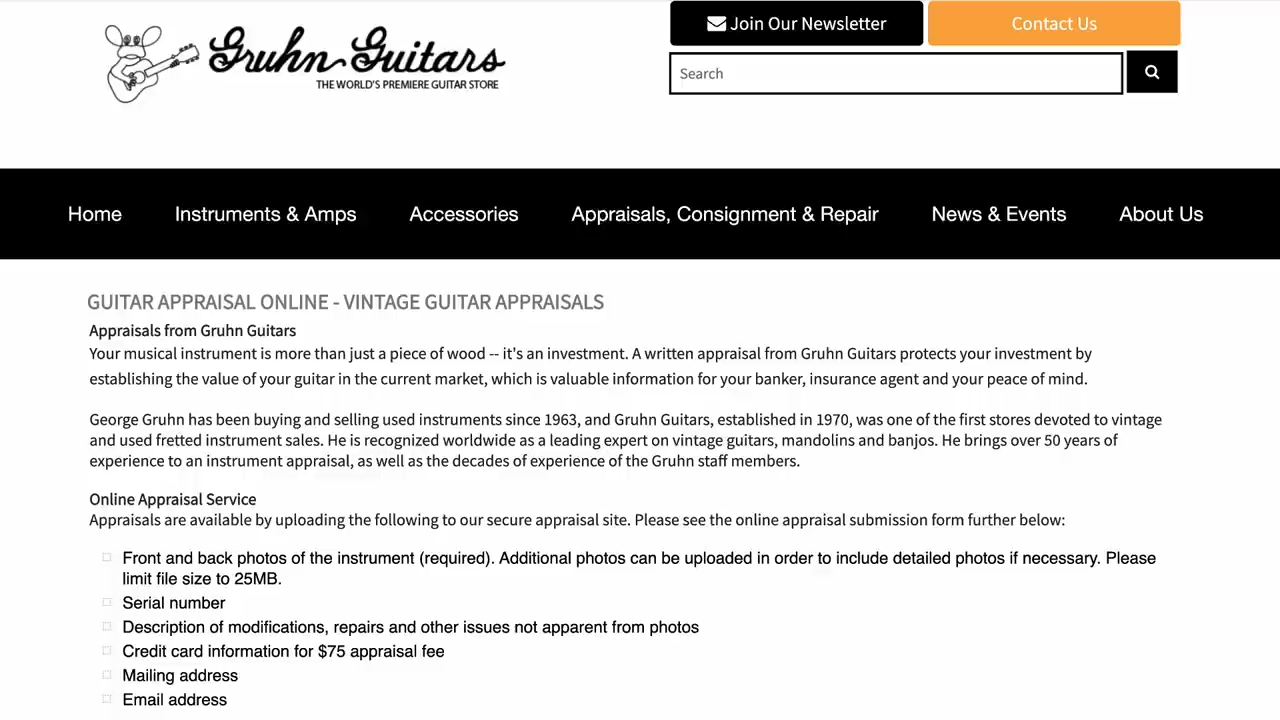 Gruhn Guitars
THE WORLD'S PREMIERE GUITAR STORE
Join Our Newsletter
Contact Us
Search
Home
Instruments & Amps
Accessories
Appraisals, Consignment & Repair
News & Events
About Us
GUITAR APPRAISAL ONLINE - VINTAGE GUITAR APPRAISALS
Appraisals from Gruhn Guitars
Your musical instrument is more than just a piece of wood -- it's an investment. A written appraisal from Gruhn Guitars protects your investment by
establishing the value of your guitar in the current market, which is valuable information for your banker, insurance agent and your peace of mind.
George Gruhn has been buying and selling used instruments since 1963, and Gruhn Guitars, established in 1970, was one of the first stores devoted to vintage
and used fretted instrument sales. He is recognized worldwide as a leading expert on vintage guitars, mandolins and banjos. He brings over 50 years of
experience to an instrument appraisal, as well as the decades of experience of the Gruhn staff members.
Online Appraisal Service
Appraisals are available by uploading the following to our secure appraisal site. Please see the online appraisal submission form further below:
Front and back photos of the instrument (required). Additional photos can be uploaded in order to include detailed photos if necessary. Please
limit file size to 25MB.
Serial number
Description of modifications, repairs and other issues not apparent from photos
Credit card information for $75 appraisal fee
Mailing address
Email address